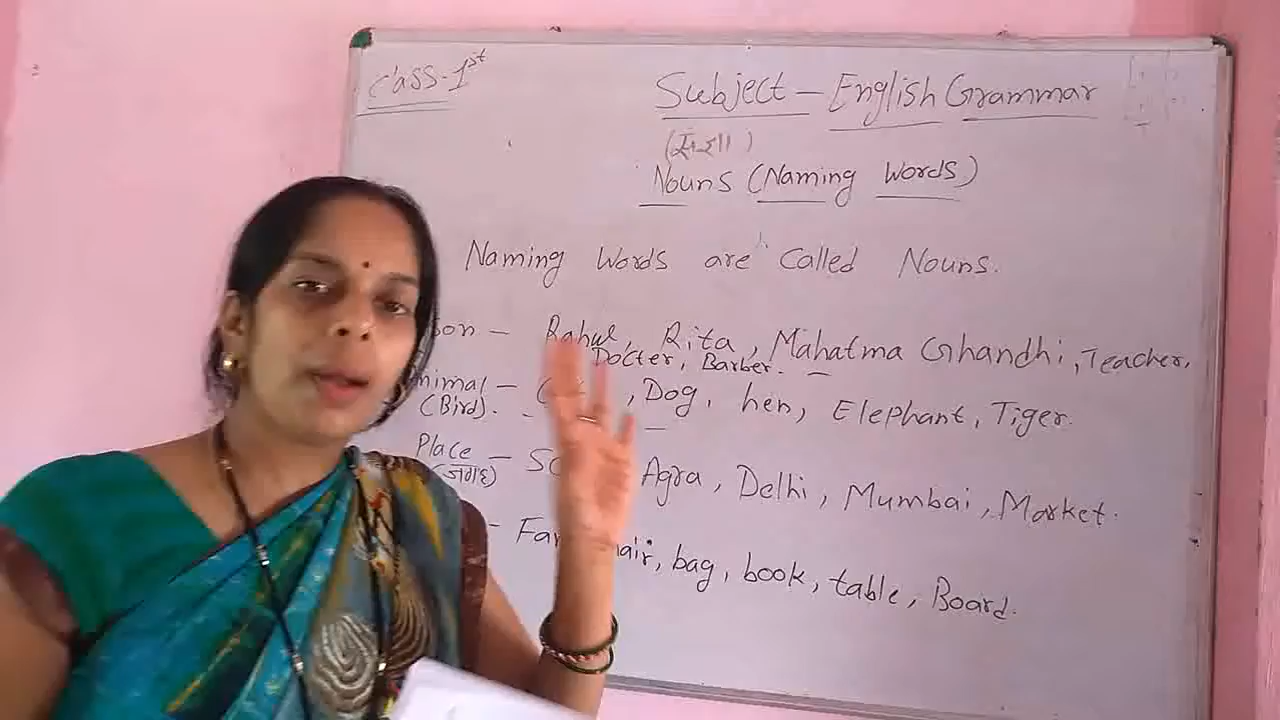 Class-1st
Subject - English Grammar
(संज्ञा)
Nouns (Naming Words)
Naming Words are Called Nouns.
- Rahul, Rita, Mahatma Ghandhi, Teacher,
Docter, Barber.
- Dog, hen, Elephant, Tiger.
(Bird).
Place - Agra, Delhi, Mumbai, Market.
(जगह)
- bag, book, table, Board.